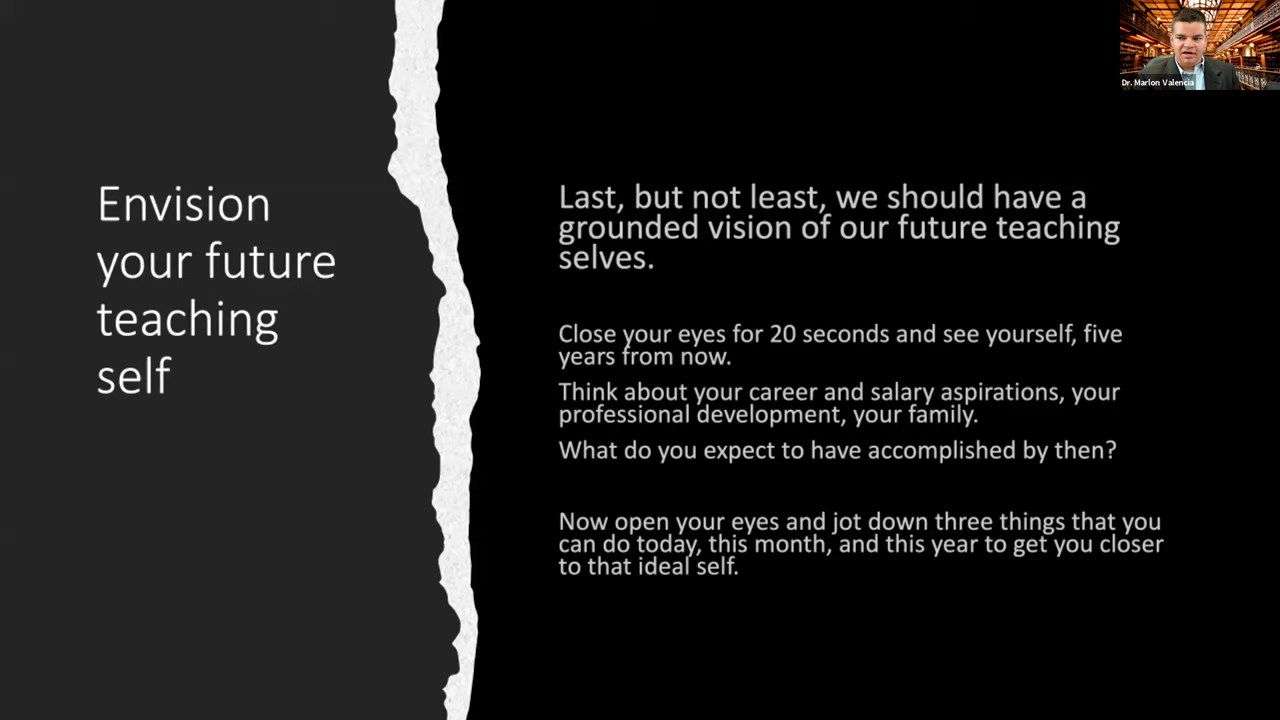 Envision
your future
teaching
self
Last, but not least, we should have a
grounded vision of our future teaching
selves.
Close your eyes for 20 seconds and see yourself, five
years from now.
Think about your career and salary aspirations, your
professional development, your family.
What do you expect to have accomplished by then?
Now open your eyes and jot down three things that you
can do today, this month, and this year to get you closer
to that ideal self.
Dr. Marlon Valencia